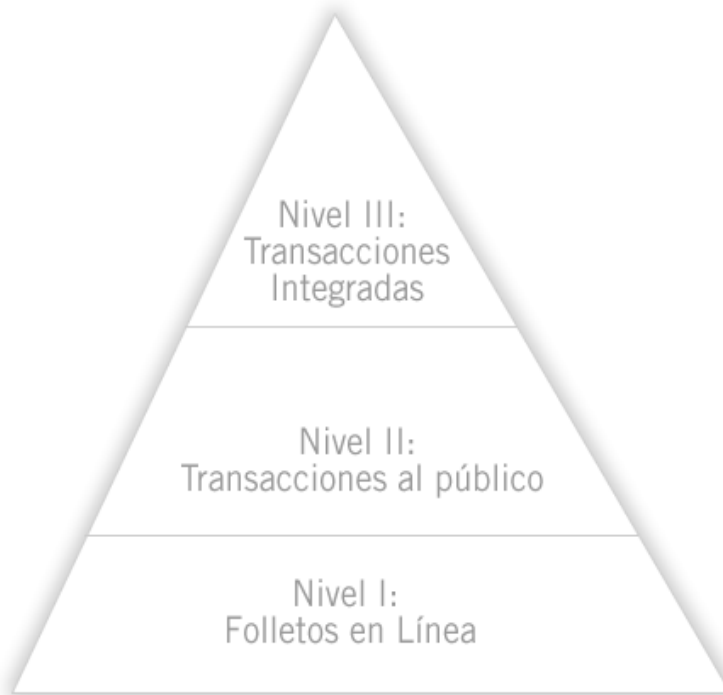 Nivel III:
Transacciones
Integradas
Nivel II:
Transacciones al público
Nivel I:
Folletos en Línea